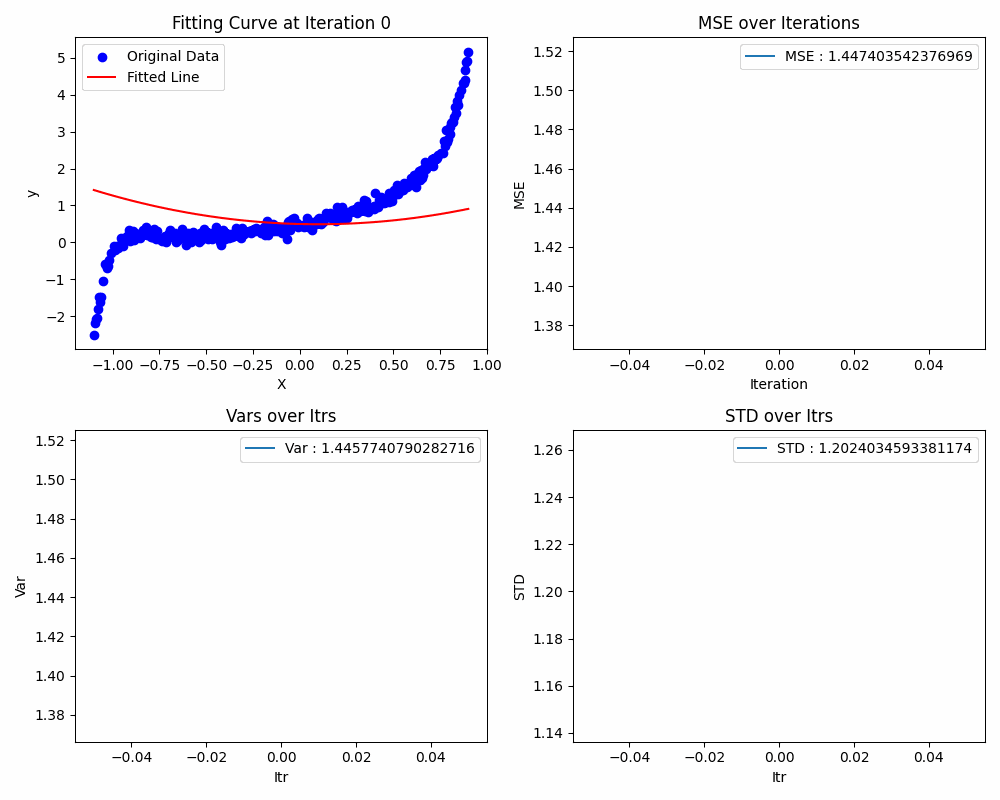 Fitting Curve at Iteration 0
Original Data
Fitted Line
5
4
3
2
1
0
−1
−2
y
−1.00 −0.75 −0.50 −0.25 0.00 0.25 0.50 0.75 1.00
X
MSE over Iterations
MSE : 1.447403542376969
1.52
1.50
1.48
1.46
1.44
1.42
1.40
1.38
MSE
−0.04 −0.02 0.00 0.02 0.04
Iteration
Vars over Itrs
Var : 1.4457740790282716
1.52
1.50
1.48
1.46
1.44
1.42
1.40
1.38
Var
−0.04 −0.02 0.00 0.02 0.04
Itr
STD over Itrs
STD : 1.2024034593381174
1.26
1.24
1.22
1.20
1.18
1.16
1.14
STD
−0.04 −0.02 0.00 0.02 0.04
Itr